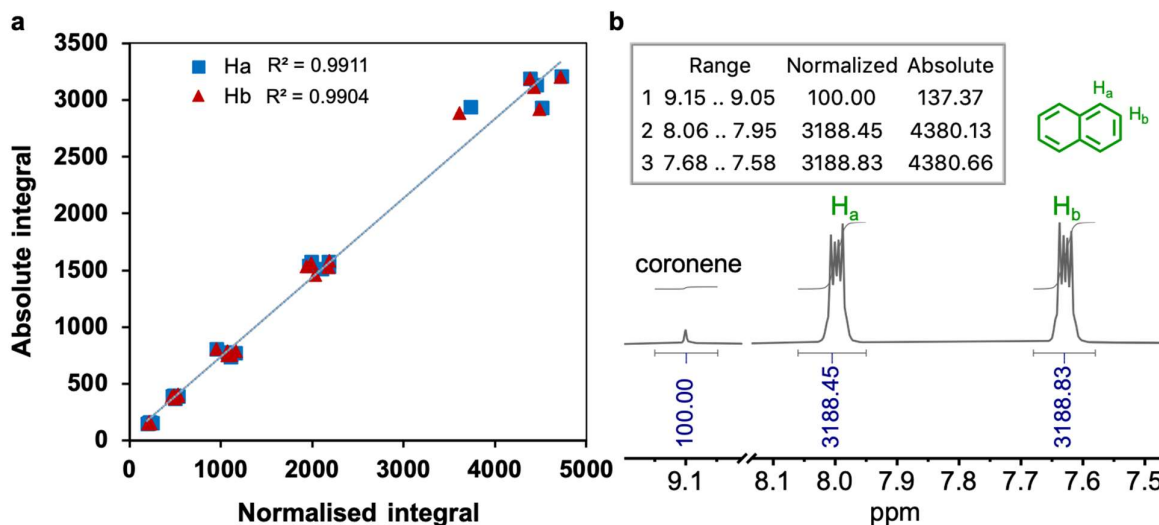 a
3500
3000
2500
2000
1500
1000
500
0
Absolute integral
Ha R² = 0.9911
Hb R² = 0.9904
0 1000 2000 3000 4000 5000
Normalised integral
b
Range Normalized Absolute
1 9.15 .. 9.05 100.00 137.37
2 8.06 .. 7.95 3188.45 4380.13
3 7.68 .. 7.58 3188.83 4380.66
Ha
Hb
Ha
Hb
coronene
100.00
3188.45
3188.83
9.1 8.1 8.0 7.9 7.8 7.7 7.6 7.5
ppm